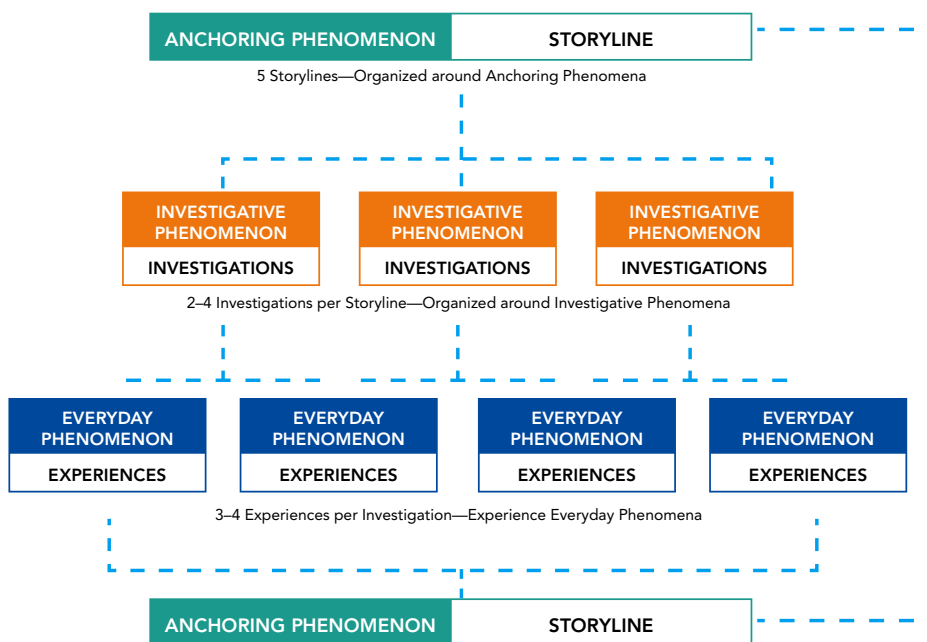 ANCHORING PHENOMENON STORYLINE
5 Storylines—Organized around Anchoring Phenomena
INVESTIGATIVE
PHENOMENON
INVESTIGATIONS
INVESTIGATIVE
PHENOMENON
INVESTIGATIONS
INVESTIGATIVE
PHENOMENON
INVESTIGATIONS
2–4 Investigations per Storyline—Organized around Investigative Phenomena
EVERYDAY
PHENOMENON
EXPERIENCES
EVERYDAY
PHENOMENON
EXPERIENCES
EVERYDAY
PHENOMENON
EXPERIENCES
EVERYDAY
PHENOMENON
EXPERIENCES
3–4 Experiences per Investigation—Experience Everyday Phenomena
ANCHORING PHENOMENON STORYLINE